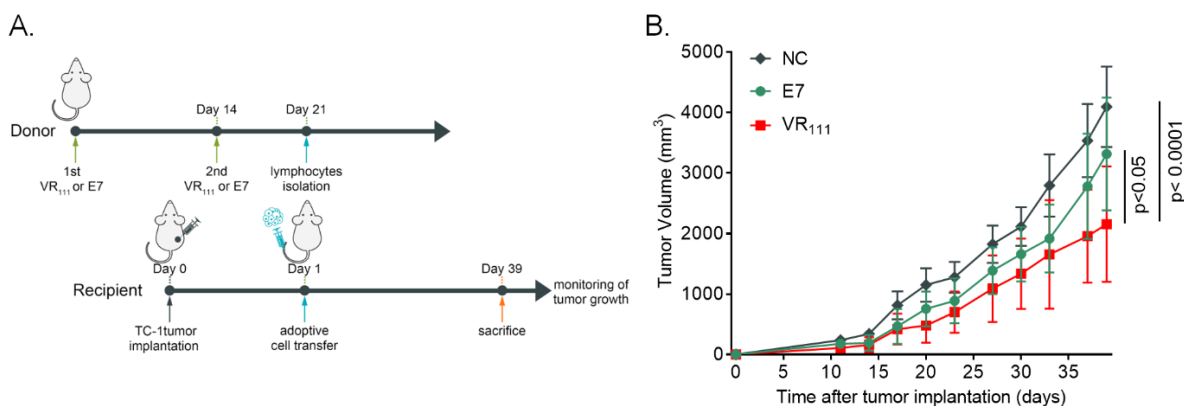 A.
Donor
Day 14
Day 21
1st
VR₁₁₁ or E7
2nd
VR₁₁₁ or E7
lymphocytes
isolation
Recipient
Day 0
Day 1
Day 39
monitoring of
tumor growth
TC-1tumor
implantation
adoptive
cell transfer
sacrifice
B.
NC
E7
VR₁₁₁
Tumor Volume (mm³)
5000
4000
3000
2000
1000
0
0
5
10
15
20
25
30
35
Time after tumor implantation (days)
p<0.05
p< 0.0001